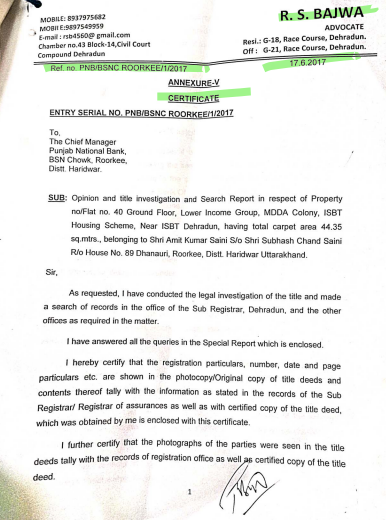 MOBILE: 8937975682
MOBILE:9897549959
E-mail : rsb4560@ gmail.com
Chamber no.43 Block-14,Civil Court
Compound Dehradun
R. S. BAJWA
ADVOCATE
Resi.: G-18, Race Course, Dehradun.
Off : G-21, Race Course, Dehradun.
Ref. no. PNB/BSNC ROORKEE/1/2017
17.6.2017
ANNEXURE-V
CERTIFICATE
ENTRY SERIAL NO. PNB/BSNC ROORKEE/1/2017
To,
The Chief Manager
Punjab National Bank,
BSN Chowk, Roorkee,
Distt. Haridwar.
SUB: Opinion and title investigation and Search Report in respect of Property
no/Flat no. 40 Ground Floor, Lower Income Group, MDDA Colony, ISBT
Housing Scheme, Near ISBT Dehradun, having total carpet area 44.35
sq.mtrs., belonging to Shri Amit Kumar Saini S/o Shri Subhash Chand Saini
R/o House No. 89 Dhanauri, Roorkee, Distt. Haridwar Uttarakhand.
Sir,
As requested, I have conducted the legal investigation of the title and made
a search of records in the office of the Sub Registrar, Dehradun, and the other
offices as required in the matter.
I have answered all the queries in the Special Report which is enclosed.
I hereby certify that the registration particulars, number, date and page
particulars etc. are shown in the photocopy/Original copy of title deeds and
contents thereof tally with the information as stated in the records of the Sub
Registrar/ Registrar of assurances as well as with certified copy of the title deed,
which was obtained by me is enclosed with this certificate.
I further certify that the photographs of the parties were seen in the title
deeds tally with the records of registration office as well as certified copy of the title
deed.
1